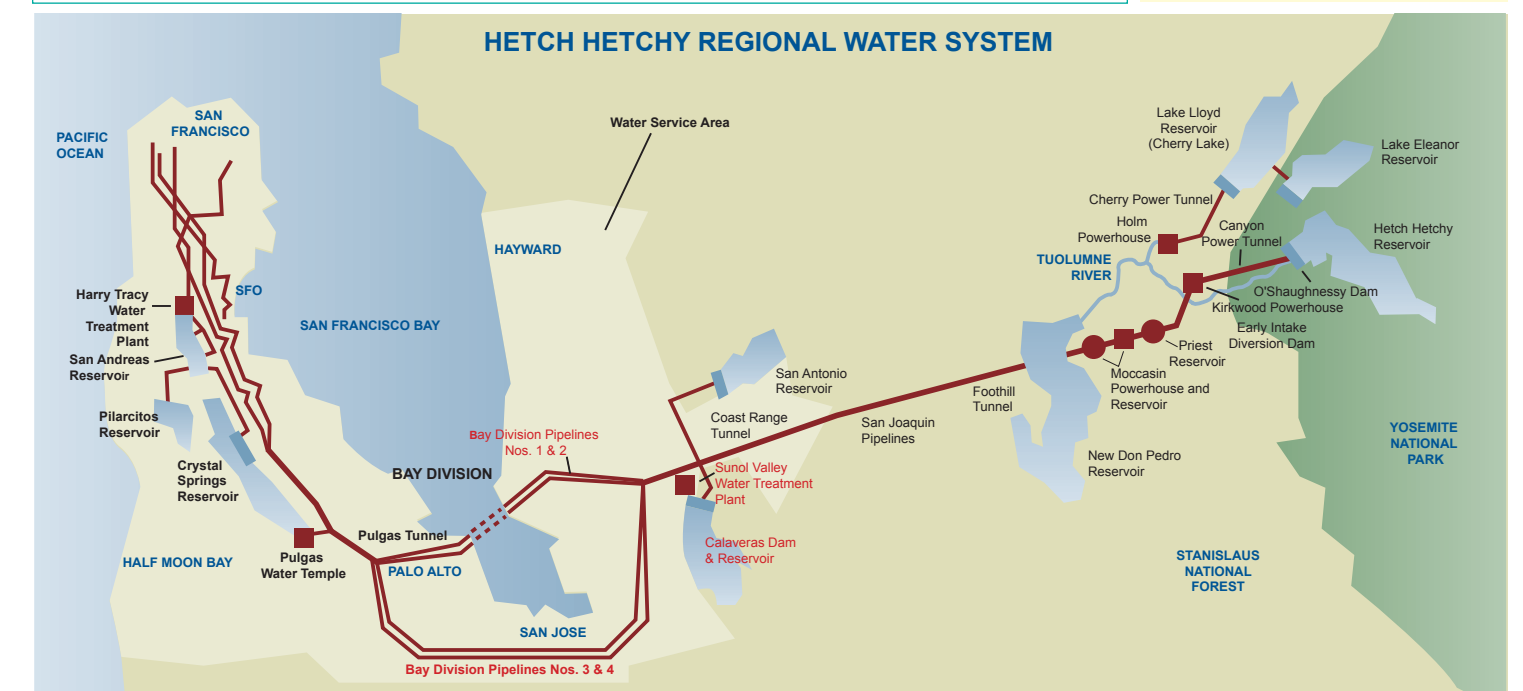 HETCH HETCHY REGIONAL WATER SYSTEM
PACIFIC
OCEAN
SAN
FRANCISCO
Water Service Area
Lake Lloyd
Reservoir
(Cherry Lake)
Lake Eleanor
Reservoir
Cherry Power Tunnel
Holm
Powerhouse
Canyon
Power Tunnel
Hetch Hetchy
Reservoir
HAYWARD
TUOLUMNE
RIVER
SFO
O'Shaughnessy Dam
Kirkwood Powerhouse
Harry Tracy
Water
Treatment
Plant
SAN FRANCISCO BAY
Early Intake
Diversion Dam
Priest
Reservoir
San Andreas
Reservoir
San Antonio
Reservoir
Moccasin
Powerhouse and
Reservoir
Foothill
Tunnel
Pilarcitos
Reservoir
Coast Range
Tunnel
San Joaquin
Pipelines
Bay Division Pipelines
Nos. 1 & 2
YOSEMITE
NATIONAL
PARK
Crystal
Springs
Reservoir
BAY DIVISION
Sunol Valley
Water Treatment
Plant
New Don Pedro
Reservoir
Pulgas Tunnel
Calaveras Dam
& Reservoir
HALF MOON BAY
Pulgas
Water Temple
PALO ALTO
STANISLAUS
NATIONAL
FOREST
SAN JOSE
Bay Division Pipelines Nos. 3 & 4